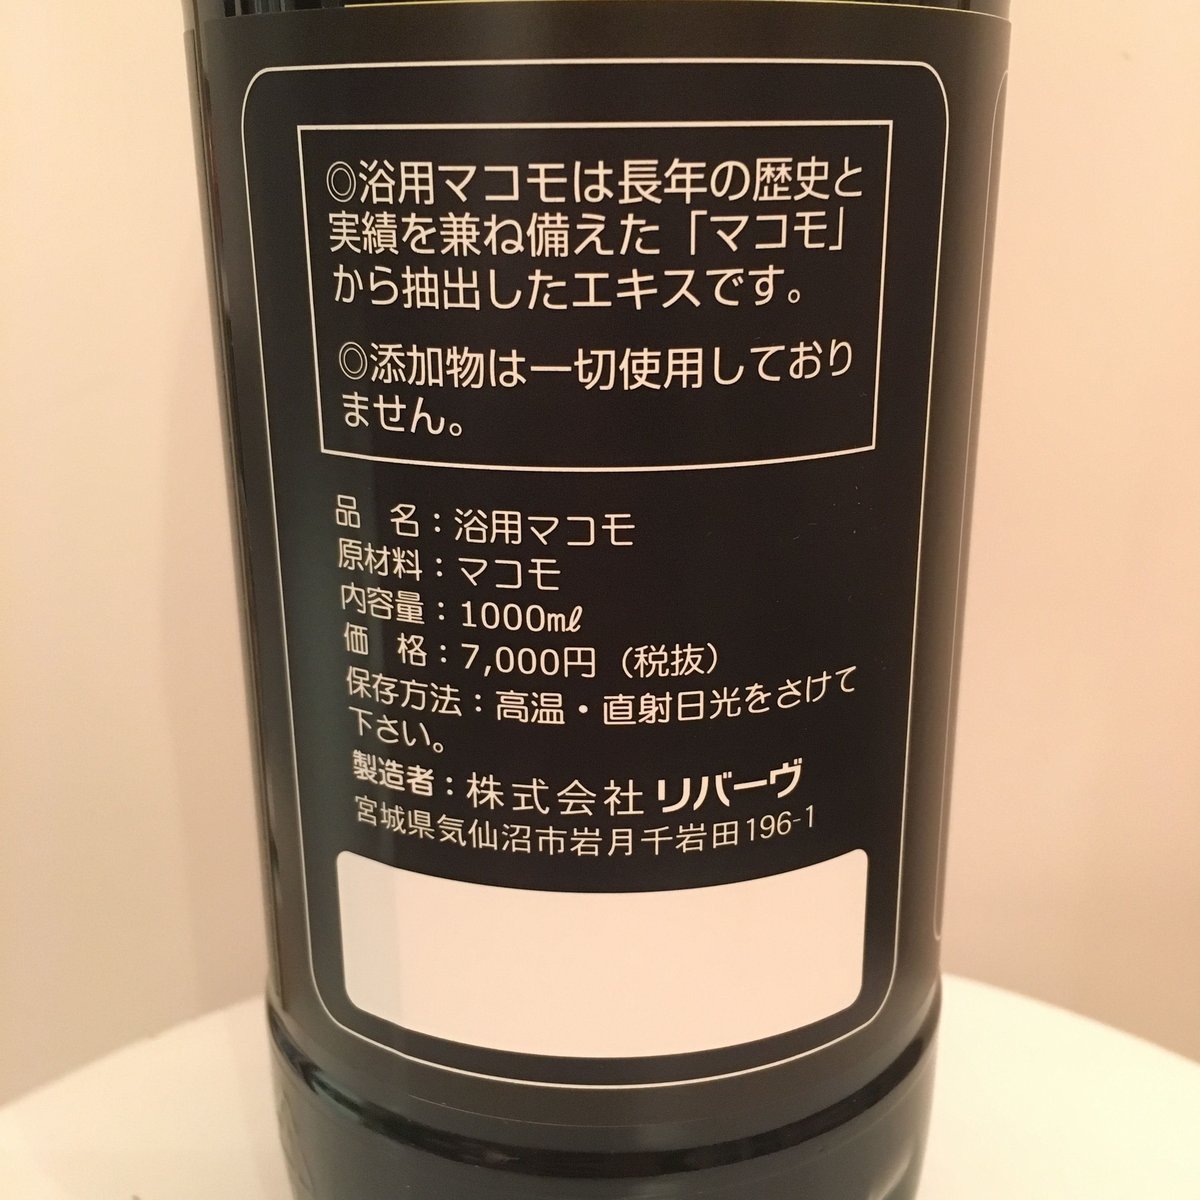 ◎浴用マコモは長年の歴史と
実績を兼ね備えた「マコモ」
から抽出したエキスです。
◎添加物は一切使用しており
ません。
品　名：浴用マコモ
原材料：マコモ
内容量：1000㎖
価　格：7,000円（税抜）
保存方法：高温・直射日光をさけて
下さい。
製造者：株式会社 リバーヴ
宮城県気仙沼市岩月千岩田196-1